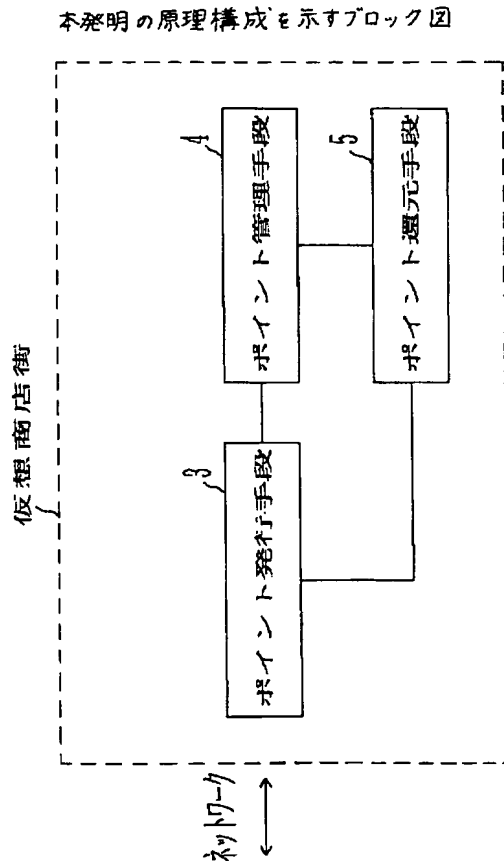 本発明の原理構成を示すブロック図
仮想商店街
ネットワーク
3
ポイント発行手段
4
ポイント管理手段
5
ポイント還元手段